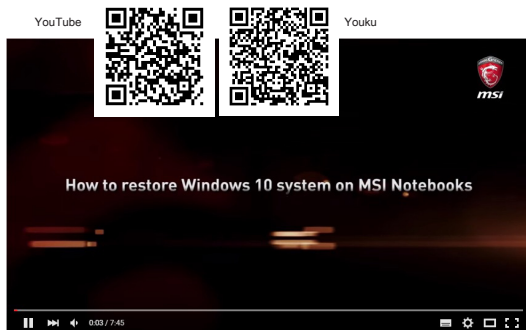 YouTube
Youku
msi
How to restore Windows 10 system on MSI Notebooks
0:03 / 7:45